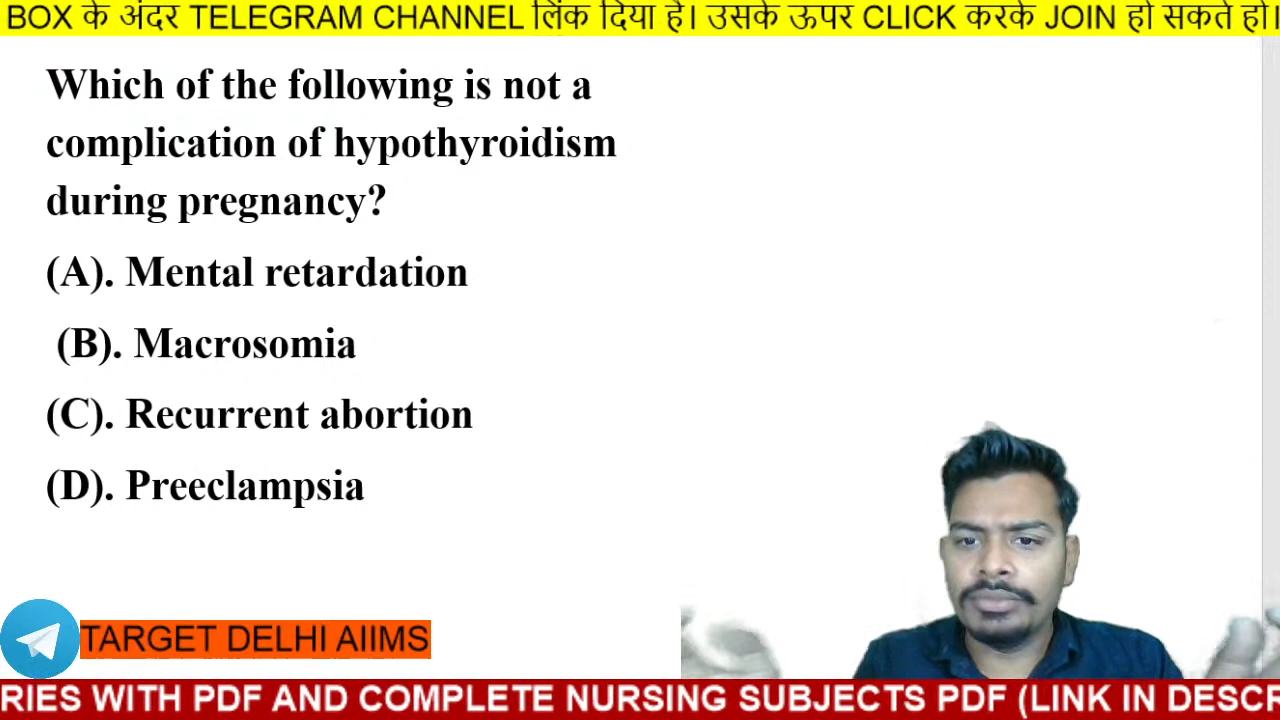 BOX के अंदर TELEGRAM CHANNEL लिंक दिया है। उसके ऊपर CLICK करके JOIN हो सकते हो।
Which of the following is not a
complication of hypothyroidism
during pregnancy?
(A). Mental retardation
(B). Macrosomia
(C). Recurrent abortion
(D). Preeclampsia
TARGET DELHI AIIMS
RIES WITH PDF AND COMPLETE NURSING SUBJECTS PDF (LINK IN DESCR